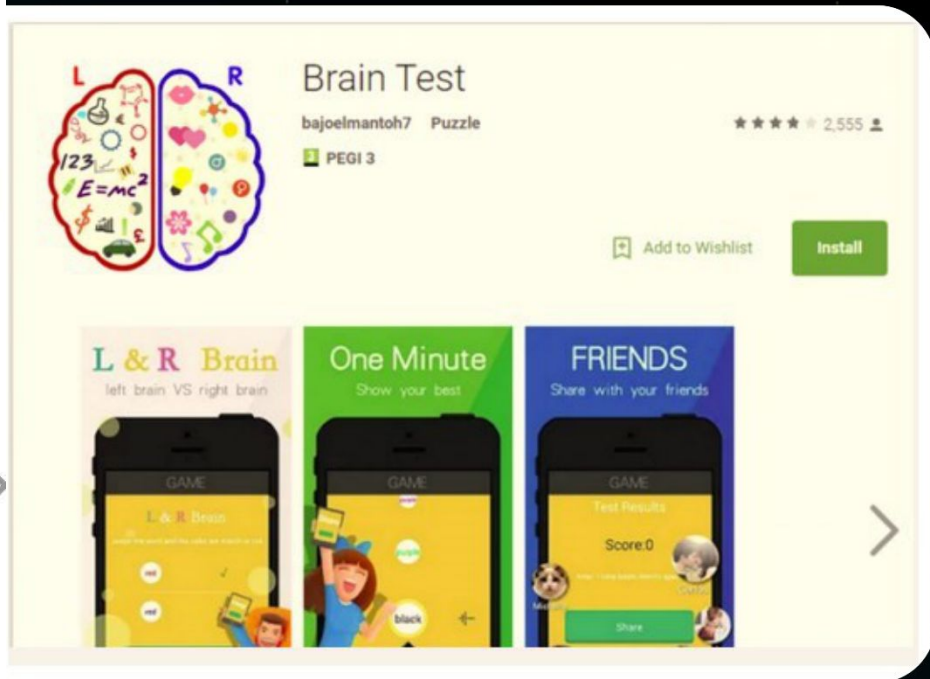 L R
Brain Test
bajoelmantoh7 Puzzle
2,555
3 PEGI 3
123
E=mc²
$
£
Add to Wishlist
Install
L & R Brain
left brain VS right brain
GAME
L & R Brain
red
red
One Minute
Show your best
GAME
purple
purple
black
FRIENDS
Share with your friends
GAME
Test Results
Score:0
Share